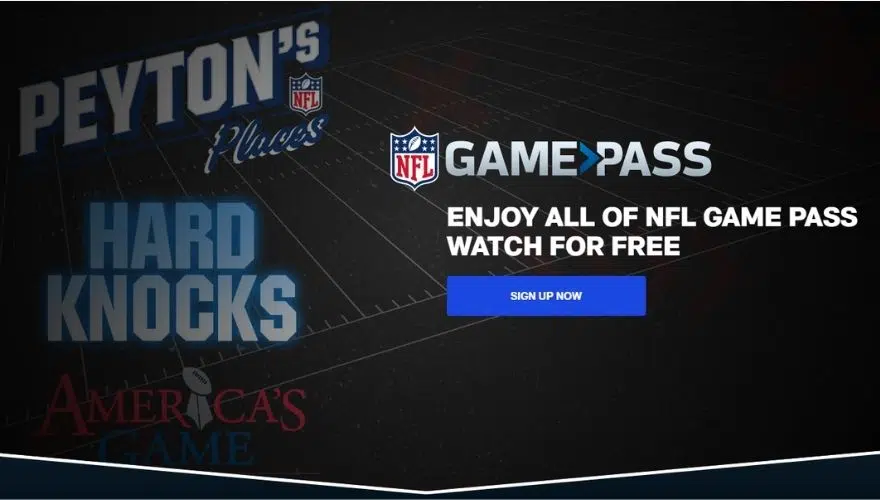 PEYTON'S
NFL
Places
HARD
KNOCKS
AMERICA'S
GAME
NFL GAME PASS
ENJOY ALL OF NFL GAME PASS
WATCH FOR FREE
SIGN UP NOW